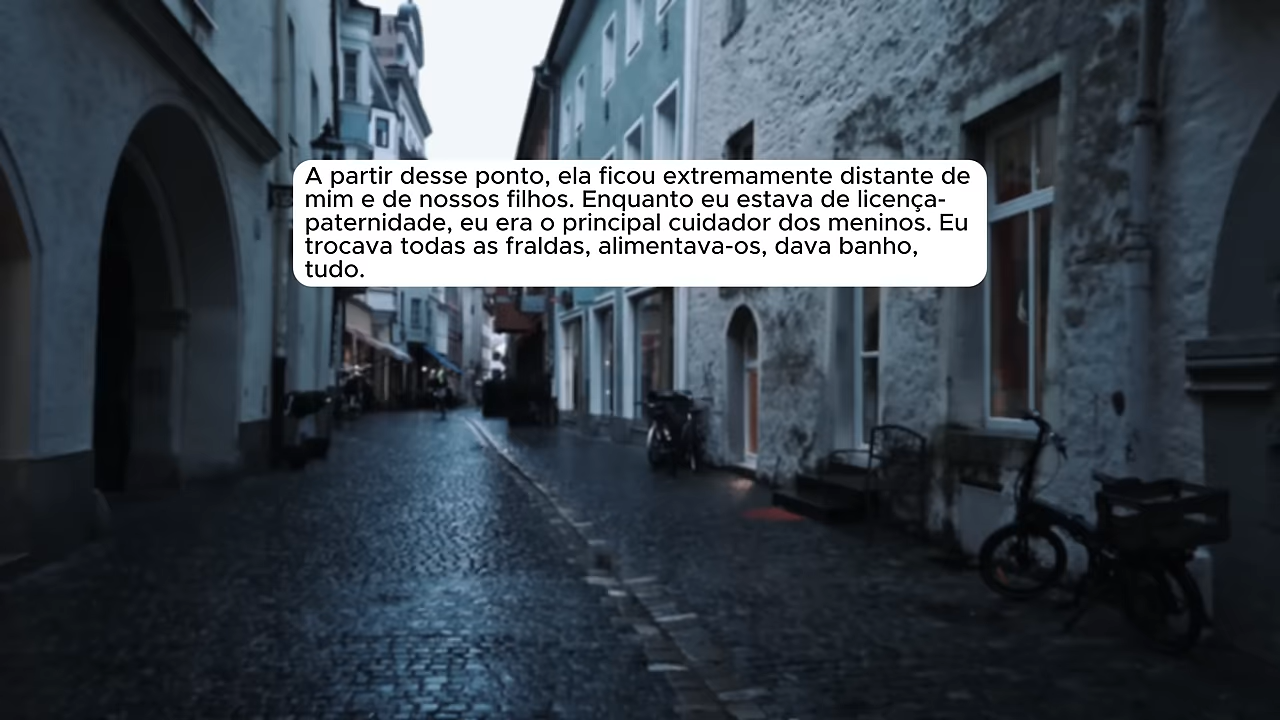 A partir desse ponto, ela ficou extremamente distante de
mim e de nossos filhos. Enquanto eu estava de licença-
paternidade, eu era o principal cuidador dos meninos. Eu
trocava todas as fraldas, alimentava-os, dava banho,
tudo.